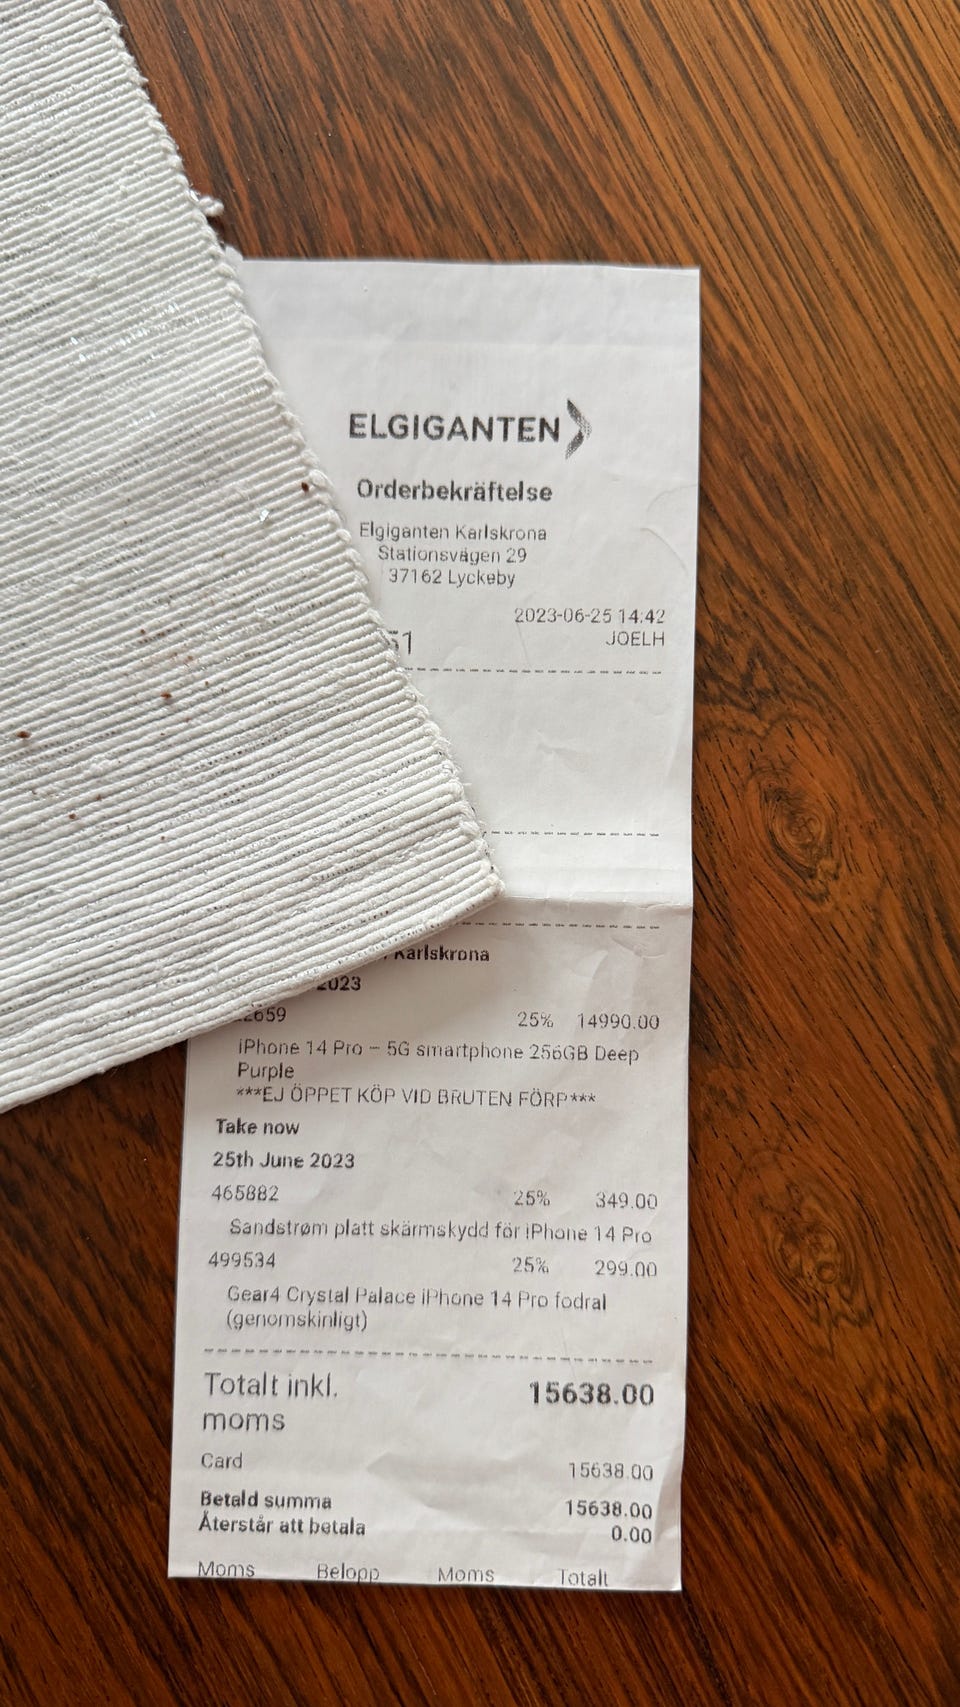 ELGIGANTEN
Orderbekräftelse
Elgiganten Karlskrona
Stationsvägen 29
37162 Lyckeby
2023-06-25 14:42
51 JOELH
Karlskrona
2023
2659 25% 14990.00
iPhone 14 Pro – 5G smartphone 256GB Deep
Purple
***EJ ÖPPET KÖP VID BRUTEN FÖRP***
Take now
25th June 2023
465882 25% 349.00
Sandstrøm platt skärmskydd för iPhone 14 Pro
499534 25% 299.00
Gear4 Crystal Palace iPhone 14 Pro fodral
(genomskinligt)
Totalt inkl. 15638.00
moms
Card 15638.00
Betald summa 15638.00
Återstår att betala 0.00
Moms Belopp Moms Totalt